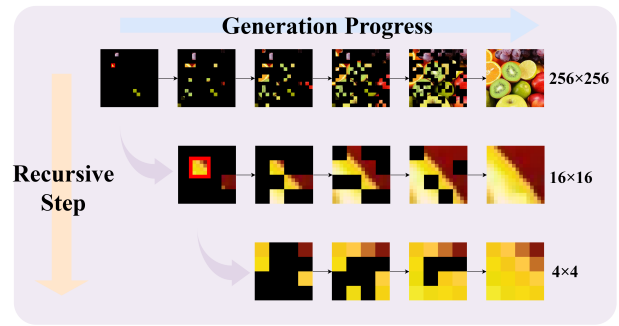 Generation Progress
256×256
Recursive
Step
16×16
4×4